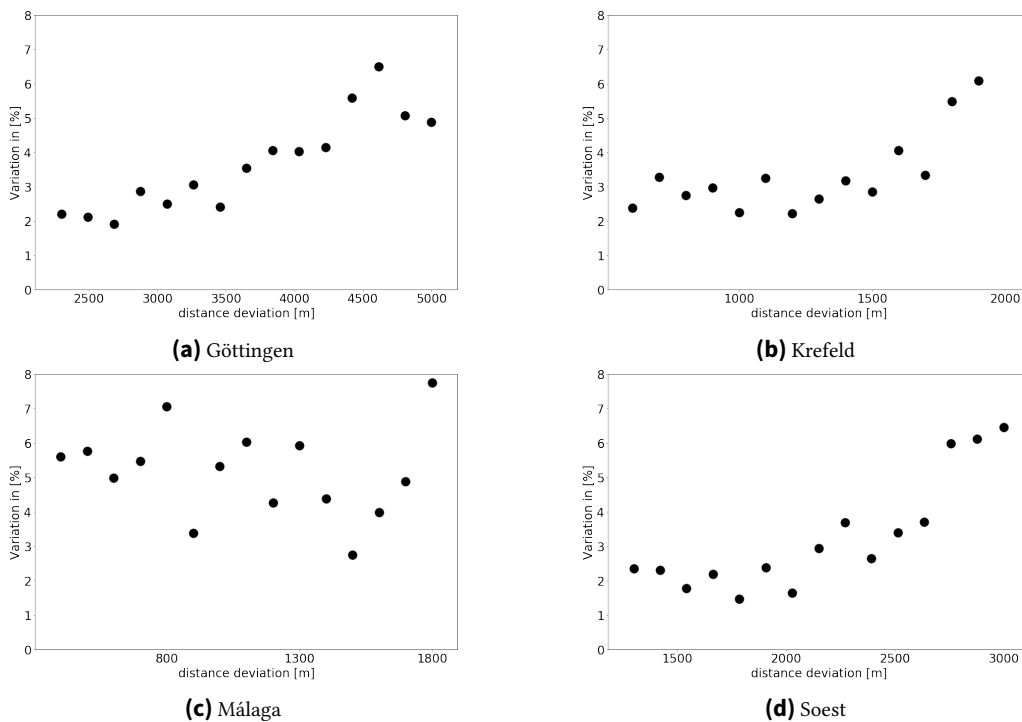 8
7
6
5
4
3
2
1
0
Variation in [%]
2500 3000 3500 4000 4500 5000
distance deviation [m]
(a) Göttingen
8
7
6
5
4
3
2
1
0
Variation in [%]
1000 1500 2000
distance deviation [m]
(b) Krefeld
8
7
6
5
4
3
2
1
0
Variation in [%]
800 1300 1800
distance deviation [m]
(c) Málaga
8
7
6
5
4
3
2
1
0
Variation in [%]
1500 2000 2500 3000
distance deviation [m]
(d) Soest